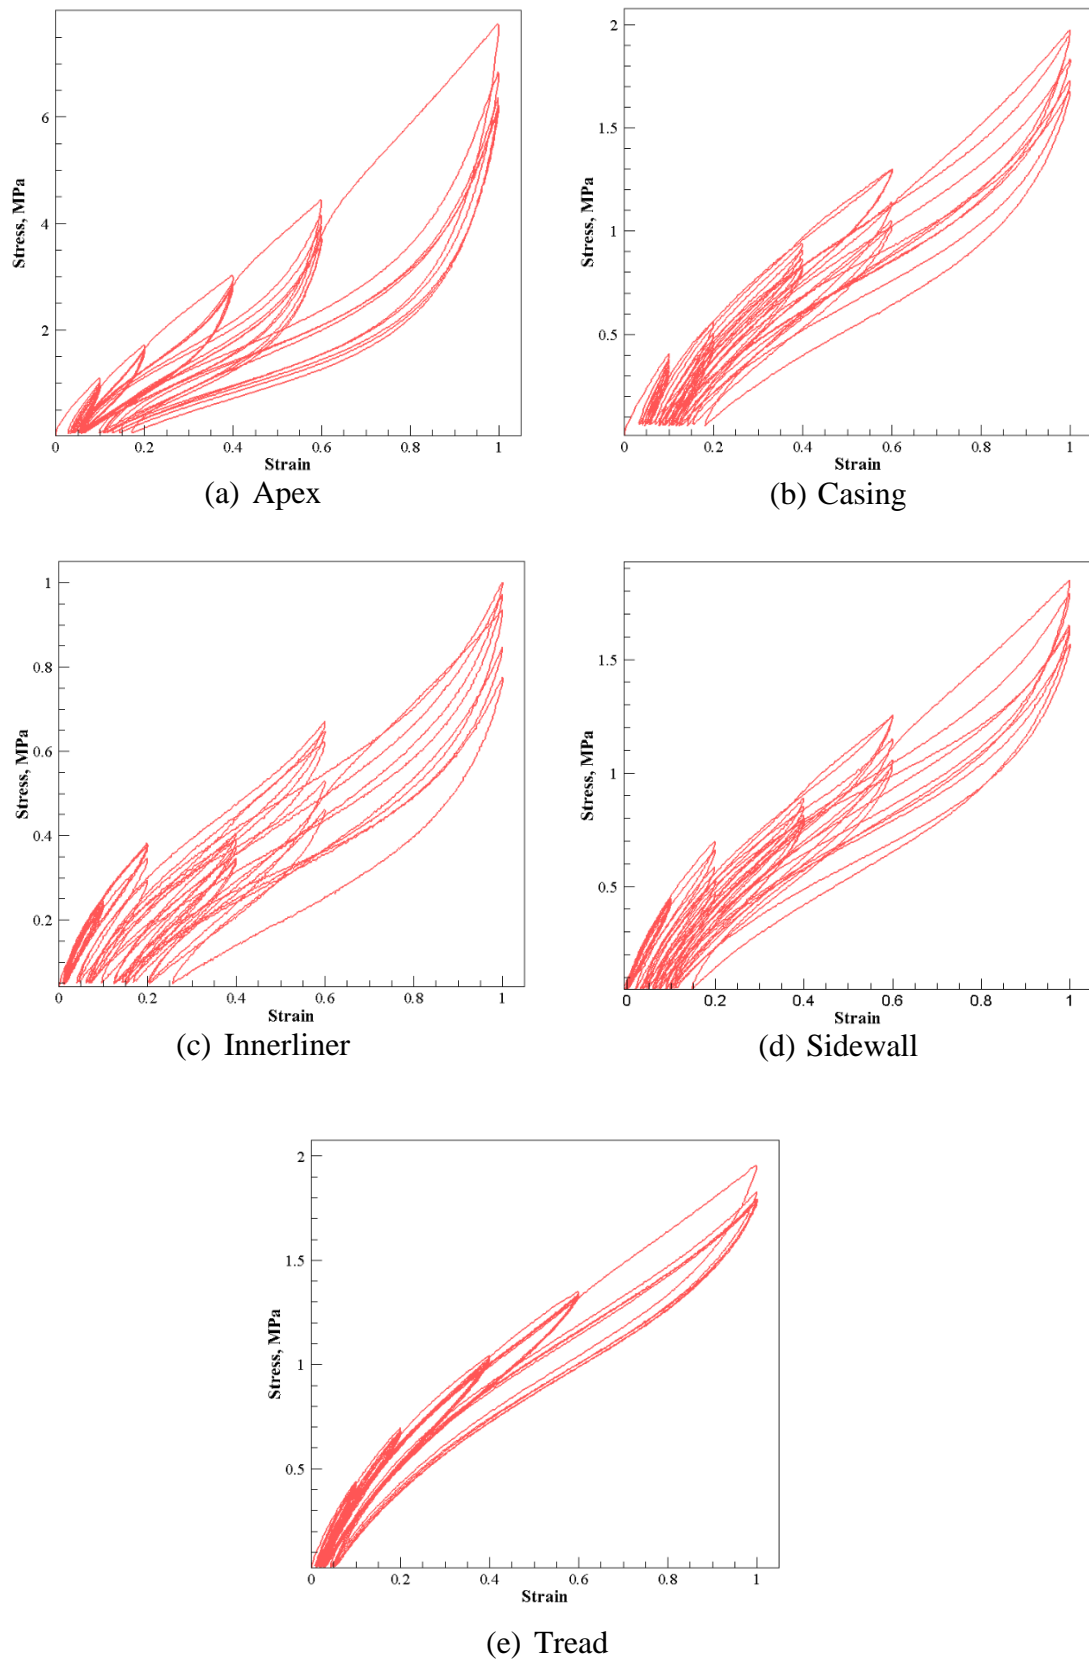 6
4
2
Stress, MPa
0 0.2 0.4 0.6 0.8 1
Strain
(a) Apex
2
1.5
1
0.5
Stress, MPa
0 0.2 0.4 0.6 0.8 1
Strain
(b) Casing
1
0.8
0.6
0.4
0.2
Stress, MPa
0 0.2 0.4 0.6 0.8 1
Strain
(c) Innerliner
1.5
1
0.5
Stress, MPa
0 0.2 0.4 0.6 0.8 1
Strain
(d) Sidewall
2
1.5
1
0.5
Stress, MPa
0 0.2 0.4 0.6 0.8 1
Strain
(e) Tread